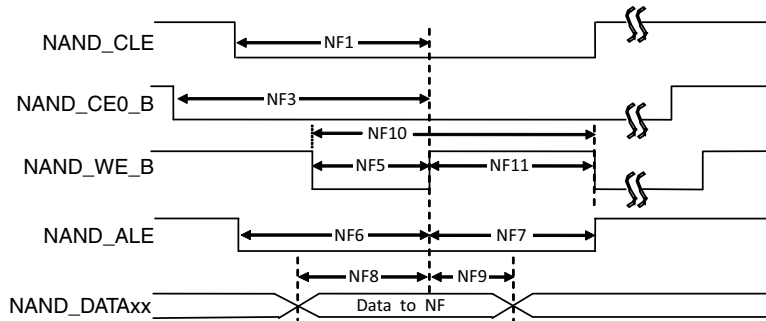 NAND_CLE
NF1
NAND_CE0_B
NF3
NF10
NAND_WE_B
NF5
NF11
NAND_ALE
NF6
NF7
NF8
NF9
NAND_DATAxx
Data to NF